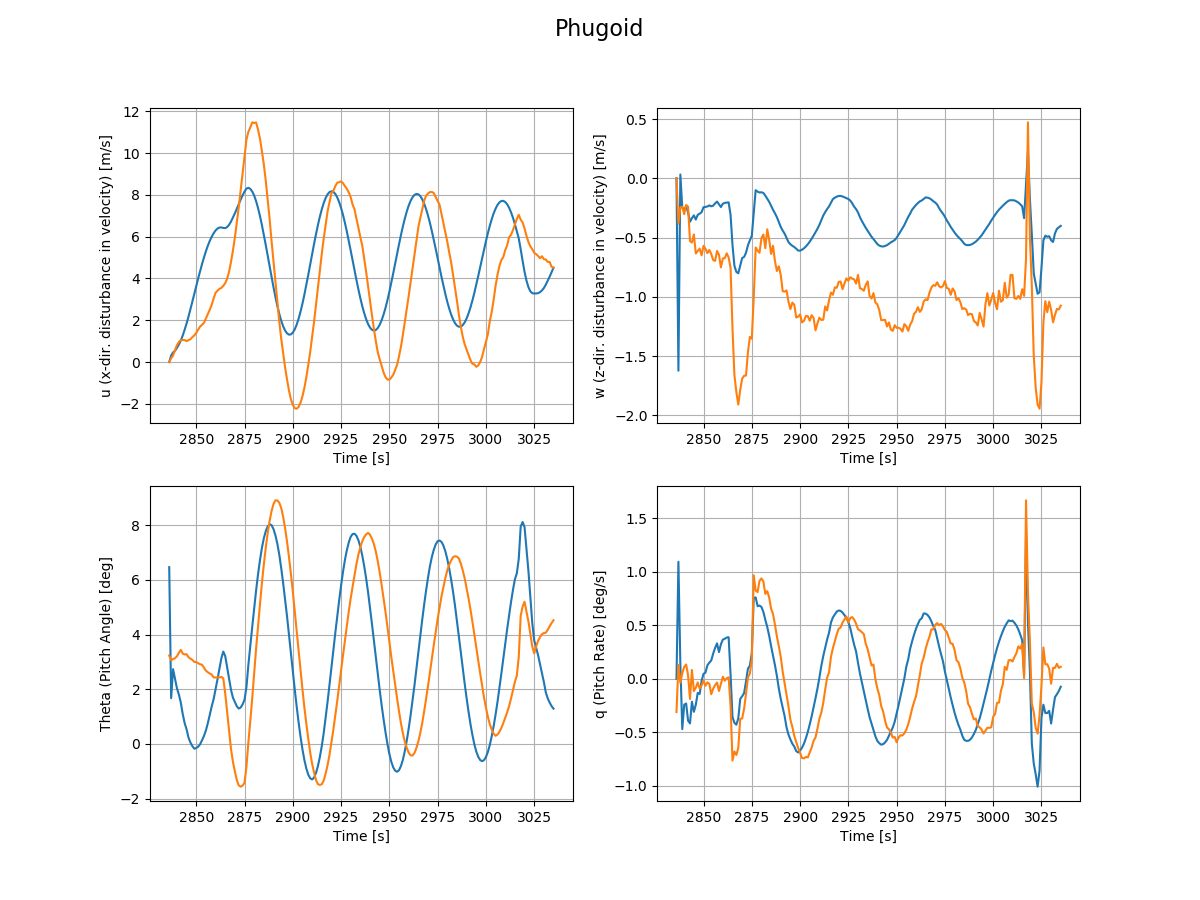 Phugoid
12
10
8
6
4
2
0
−2
u (x-dir. disturbance in velocity) [m/s]
2850 2875 2900 2925 2950 2975 3000 3025
Time [s]
0.5
0.0
−0.5
−1.0
−1.5
−2.0
w (z-dir. disturbance in velocity) [m/s]
2850 2875 2900 2925 2950 2975 3000 3025
Time [s]
8
6
4
2
0
−2
Theta (Pitch Angle) [deg]
2850 2875 2900 2925 2950 2975 3000 3025
Time [s]
1.5
1.0
0.5
0.0
−0.5
−1.0
q (Pitch Rate) [deg/s]
2850 2875 2900 2925 2950 2975 3000 3025
Time [s]